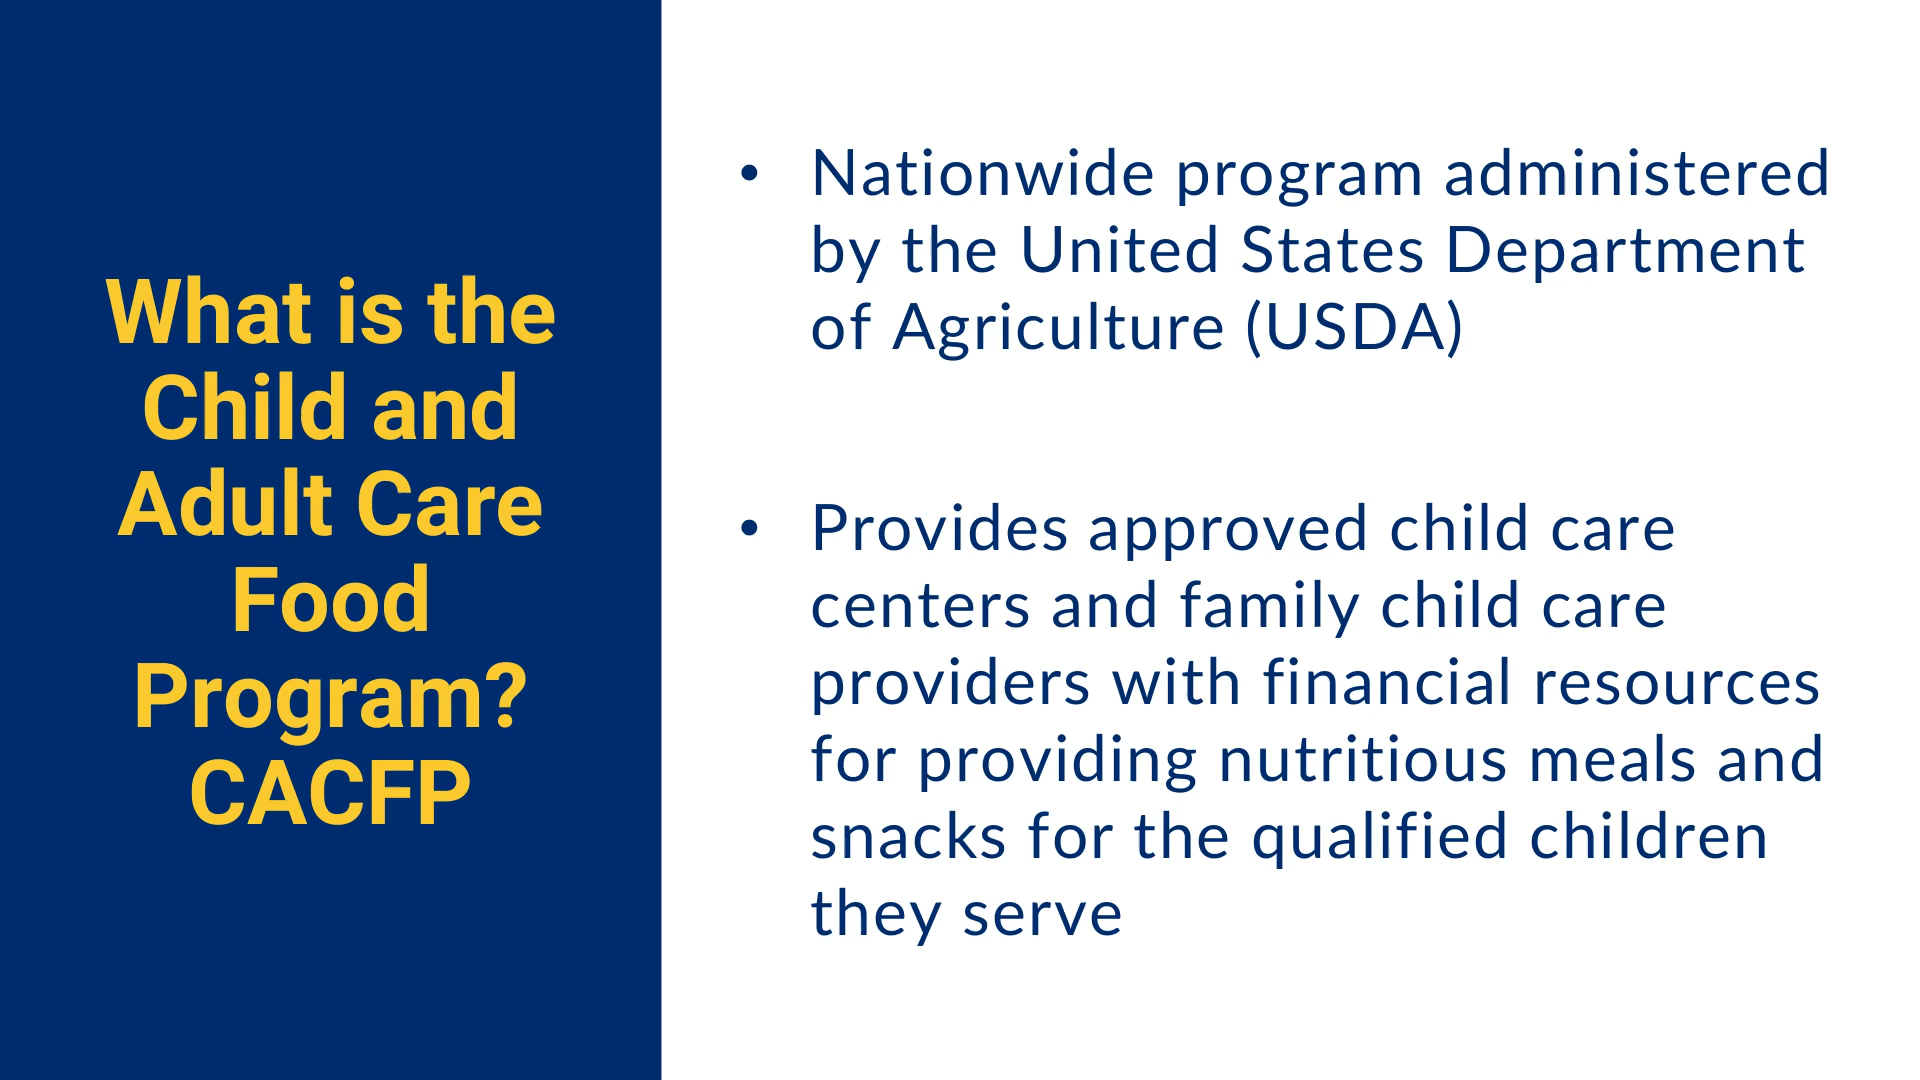 What is the
Child and
Adult Care
Food
Program?
CACFP
• Nationwide program administered
by the United States Department
of Agriculture (USDA)
• Provides approved child care
centers and family child care
providers with financial resources
for providing nutritious meals and
snacks for the qualified children
they serve